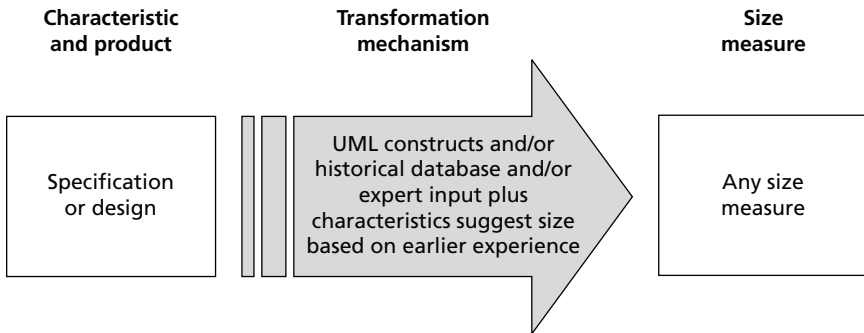 Characteristic
and product
Transformation
mechanism
Size
measure
Specification
or design
UML constructs and/or
historical database and/or
expert input plus
characteristics suggest size
based on earlier experience
Any size
measure